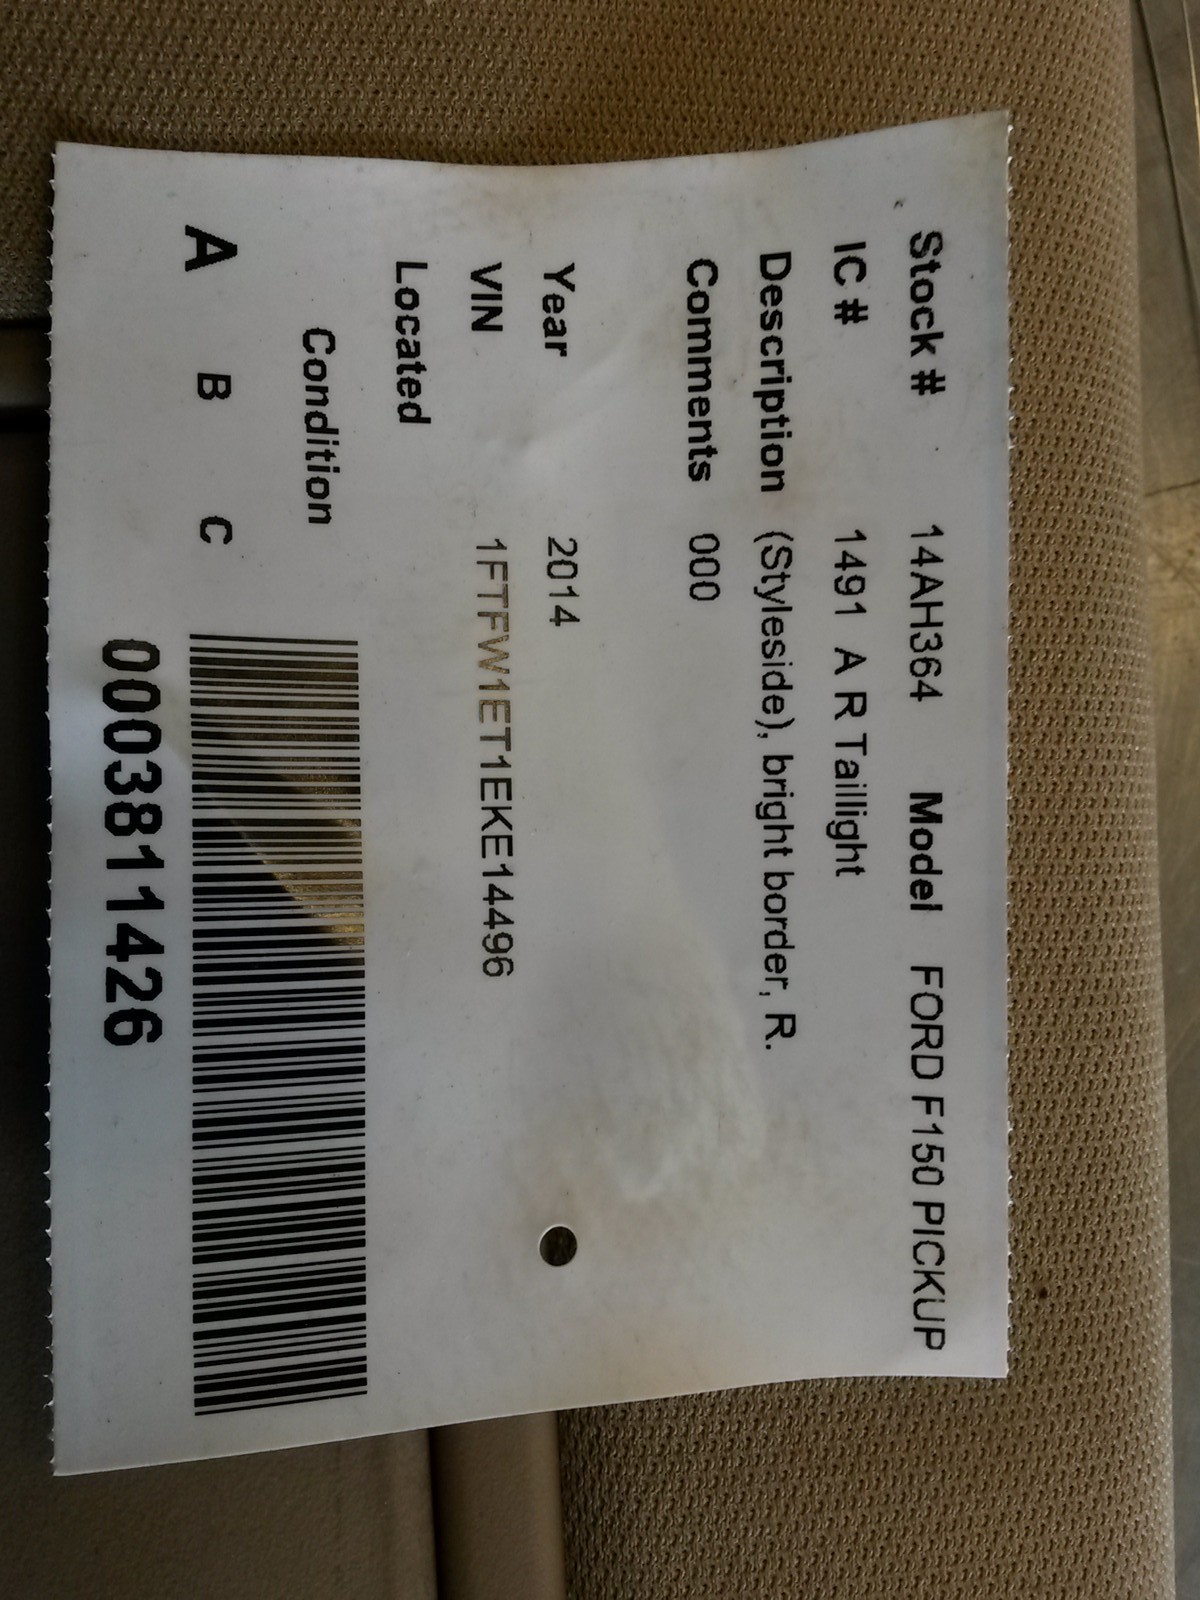 Stock # 14AH364 Model FORD F150 PICKUP
IC # 1491 A R Taillight
Description (Styleside), bright border, R.
Comments 000
Year 2014
VIN 1FTFW1ET1EKE14496
Located
Condition
A B C
0003811426